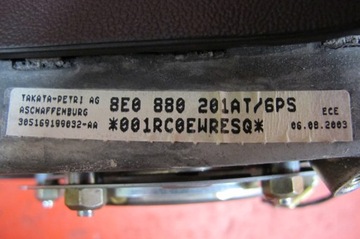 TAKATA-PETRI AG
ASCHAFFENBURG
305169199032-AA
8E0 880 201AT/6PS
*001RC0EWRESQ*
ECE
06.08.2003